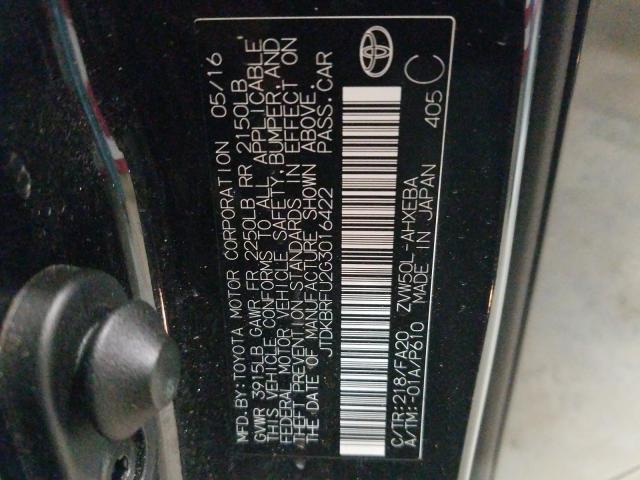 MFD.BY:TOYOTA MOTOR CORPORATION 05/16
GVWR 3915LB GAWR FR 2250LB RR 2150LB
THIS VEHICLE CONFORMS TO ALL APPLICABLE
FEDERAL MOTOR VEHICLE SAFETY, BUMPER, AND
THEFT PREVENTION STANDARDS IN EFFECT ON
THE DATE OF MANUFACTURE SHOWN ABOVE.
JTDKBRFU2G3016422 PASS.CAR
C/TR:218/FA20 ZVW50L-AHXEBA
A/TM:-01A/P610 MADE IN JAPAN 405 C